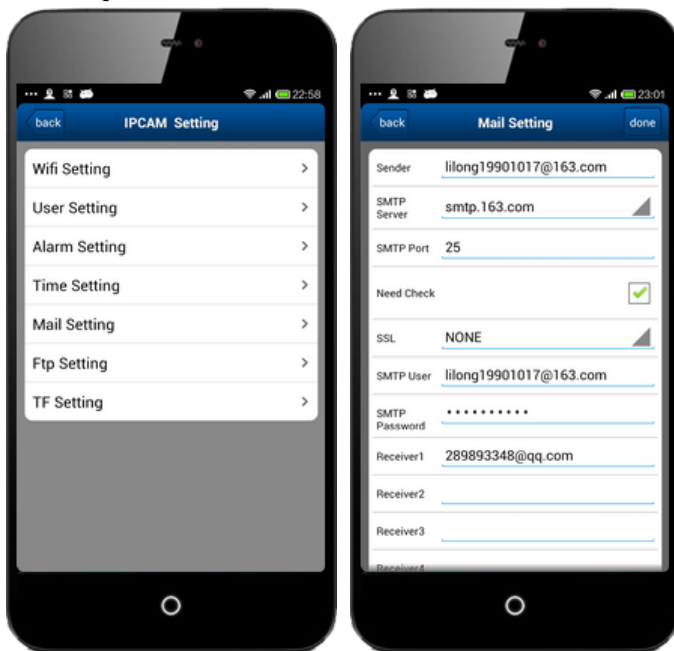 22:58
back IPCAM Setting
Wifi Setting
User Setting
Alarm Setting
Time Setting
Mail Setting
Ftp Setting
TF Setting
23:01
back Mail Setting done
Sender lilong19901017@163.com
SMTP
Server smtp.163.com
SMTP Port 25
Need Check
SSL NONE
SMTP User lilong19901017@163.com
SMTP
Password ··········
Receiver1 289893348@qq.com
Receiver2
Receiver3
Receiver4